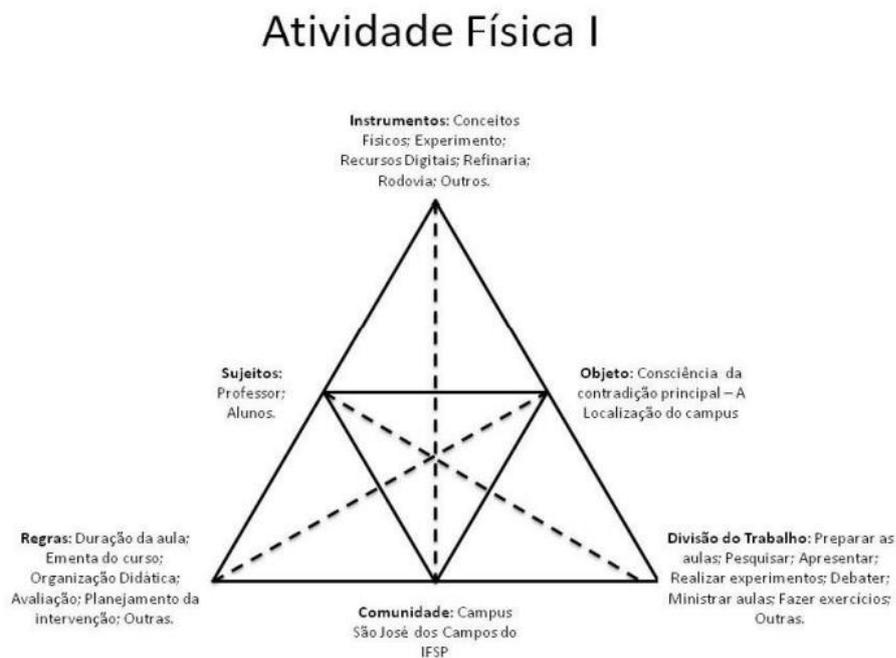 Atividade Física I
Instrumentos: Conceitos
Físicos; Experimento;
Recursos Digitais; Refinaria;
Rodovia; Outros.
Sujeitos:
Professor;
Alunos.
Objeto: Consciência da
contradição principal – A
Localização do campus
Regras: Duração da aula;
Ementa do curso;
Organização Didática;
Avaliação; Planejamento da
intervenção; Outras.
Comunidade: Campus
São José dos Campos do
IFSP
Divisão do Trabalho: Preparar as
aulas; Pesquisar; Apresentar;
Realizar experimentos; Debater;
Ministrar aulas; Fazer exercícios;
Outras.